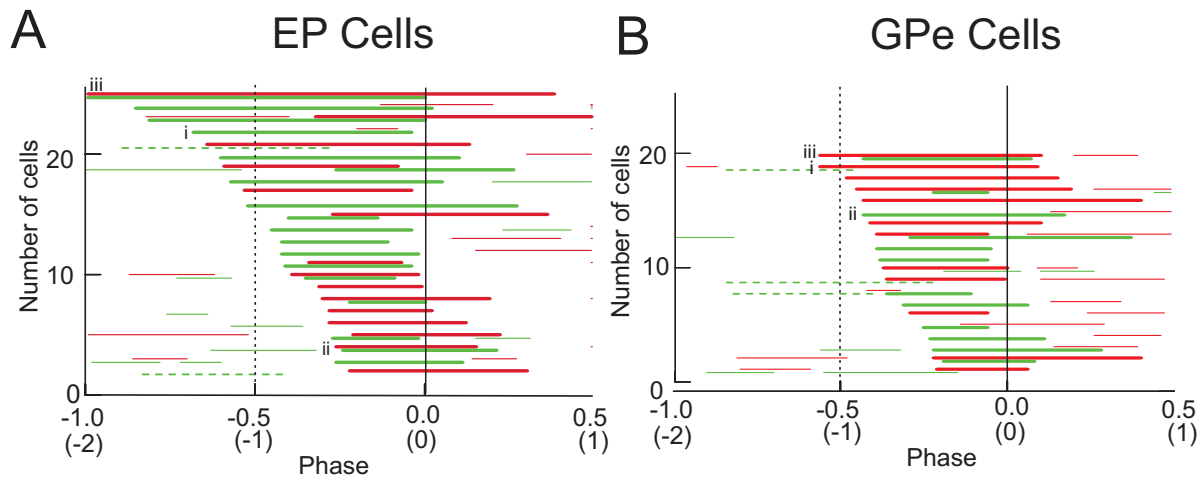 A
EP Cells
iii
i
ii
Number of cells
20
10
0
-1.0
-0.5
0.0
0.5
(-2)
(-1)
(0)
(1)
Phase
B
GPe Cells
iii
i
ii
Number of cells
20
10
0
-1.0
-0.5
0.0
0.5
(-2)
(-1)
(0)
(1)
Phase